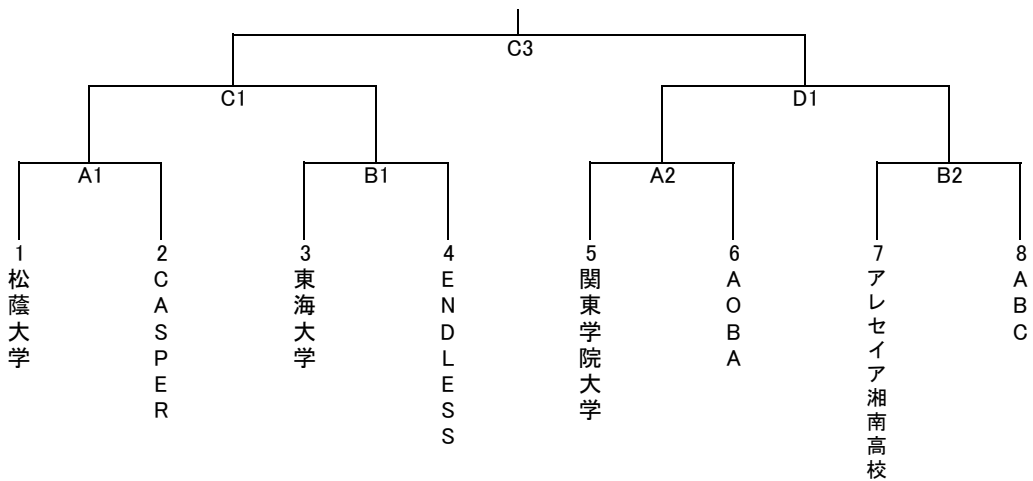 C3
C1
D1
A1
B1
A2
B2
1
松蔭大学
2
CASPER
3
東海大学
4
ENDLESS
5
関東学院大学
6
AOBA
7
アレセイア湘南高校
8
ABC